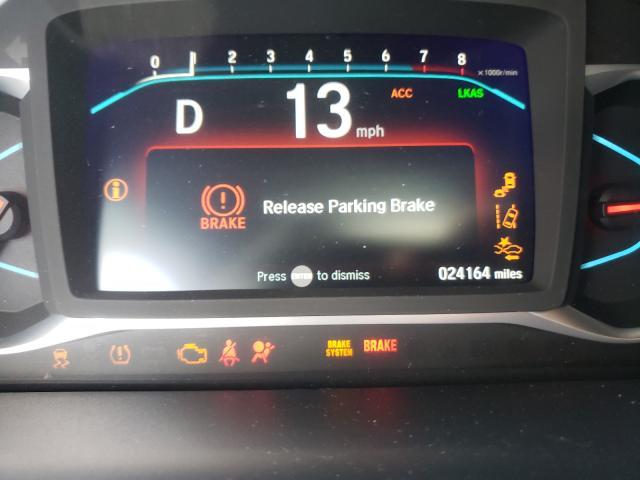 0 1 2 3 4 5 6 7 8
x1000r/min
D 13 mph ACC LKAS
BRAKE
Release Parking Brake
Press ENTER to dismiss
024164 miles
BRAKE SYSTEM
BRAKE